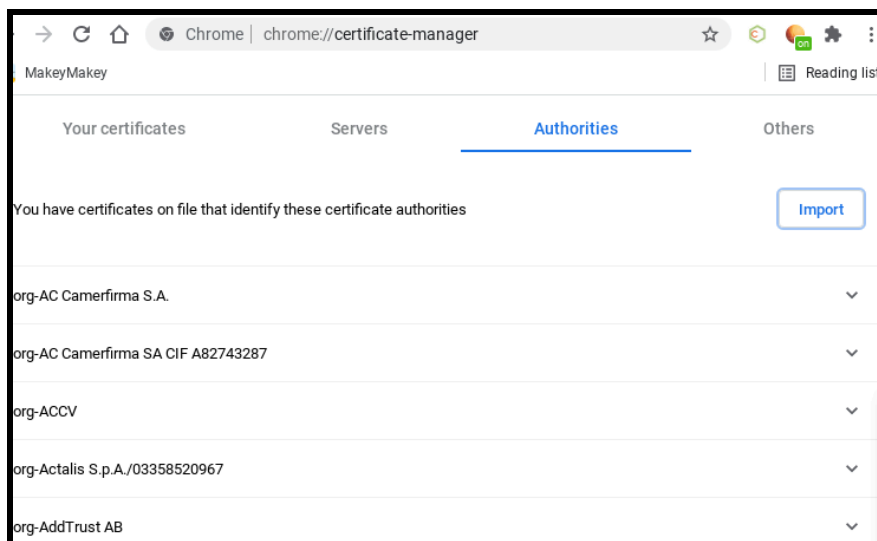 Chrome | chrome://certificate-manager
on
MakeyMakey
Reading list
Your certificates Servers Authorities Others
You have certificates on file that identify these certificate authorities
Import
org-AC Camerfirma S.A.
org-AC Camerfirma SA CIF A82743287
org-ACCV
org-Actalis S.p.A./03358520967
org-AddTrust AB